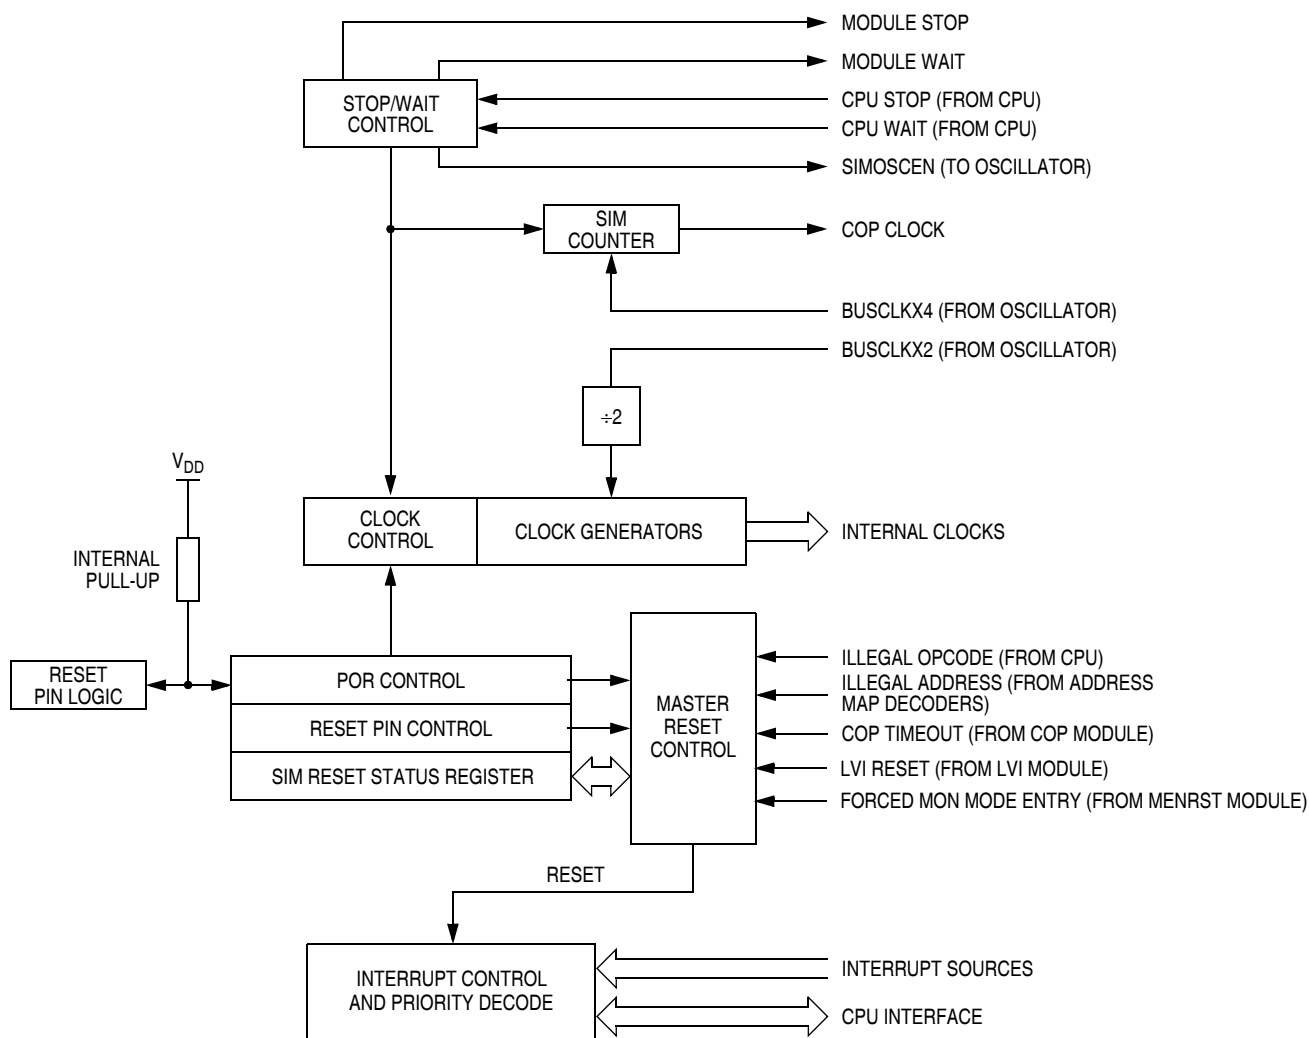 MODULE STOP
MODULE WAIT
STOP/WAIT
CONTROL
CPU STOP (FROM CPU)
CPU WAIT (FROM CPU)
SIMOSCEN (TO OSCILLATOR)
SIM
COUNTER
COP CLOCK
BUSCLKX4 (FROM OSCILLATOR)
BUSCLKX2 (FROM OSCILLATOR)
÷2
VDD
CLOCK
CONTROL
CLOCK GENERATORS
INTERNAL CLOCKS
INTERNAL
PULL-UP
RESET
PIN LOGIC
POR CONTROL
RESET PIN CONTROL
SIM RESET STATUS REGISTER
MASTER
RESET
CONTROL
ILLEGAL OPCODE (FROM CPU)
ILLEGAL ADDRESS (FROM ADDRESS
MAP DECODERS)
COP TIMEOUT (FROM COP MODULE)
LVI RESET (FROM LVI MODULE)
FORCED MON MODE ENTRY (FROM MENRST MODULE)
RESET
INTERRUPT CONTROL
AND PRIORITY DECODE
INTERRUPT SOURCES
CPU INTERFACE